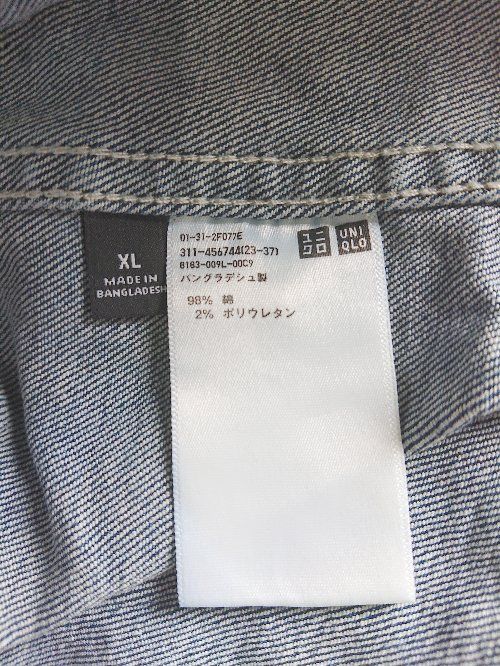 XL
MADE IN
BANGLADESH
01-31-2F077E
311-456744(23-37)
8163-009L-00C9
バングラデシュ製
98% 綿
2% ポリウレタン
ユニ
クロ
UNI
QLO